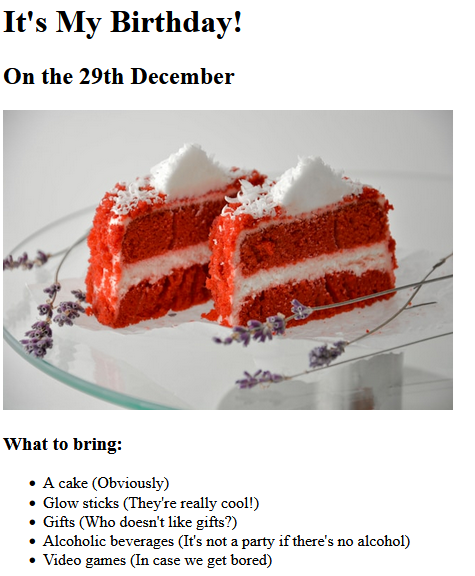 It's My Birthday!
On the 29th December
What to bring:
A cake (Obviously)
Glow sticks (They're really cool!)
Gifts (Who doesn't like gifts?)
Alcoholic beverages (It's not a party if there's no alcohol)
Video games (In case we get bored)